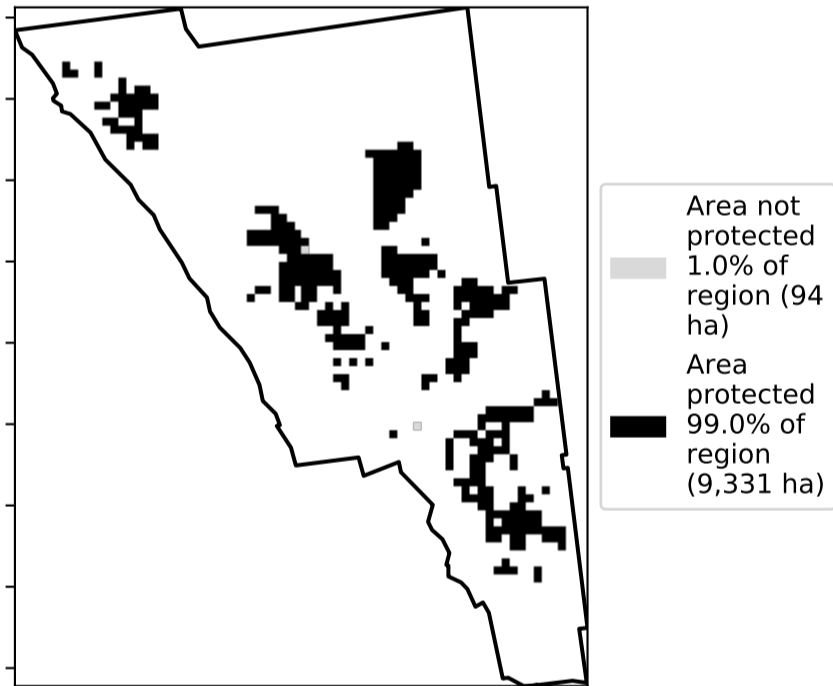 Area not
protected
1.0% of
region (94
ha)
Area
protected
99.0% of
region
(9,331 ha)